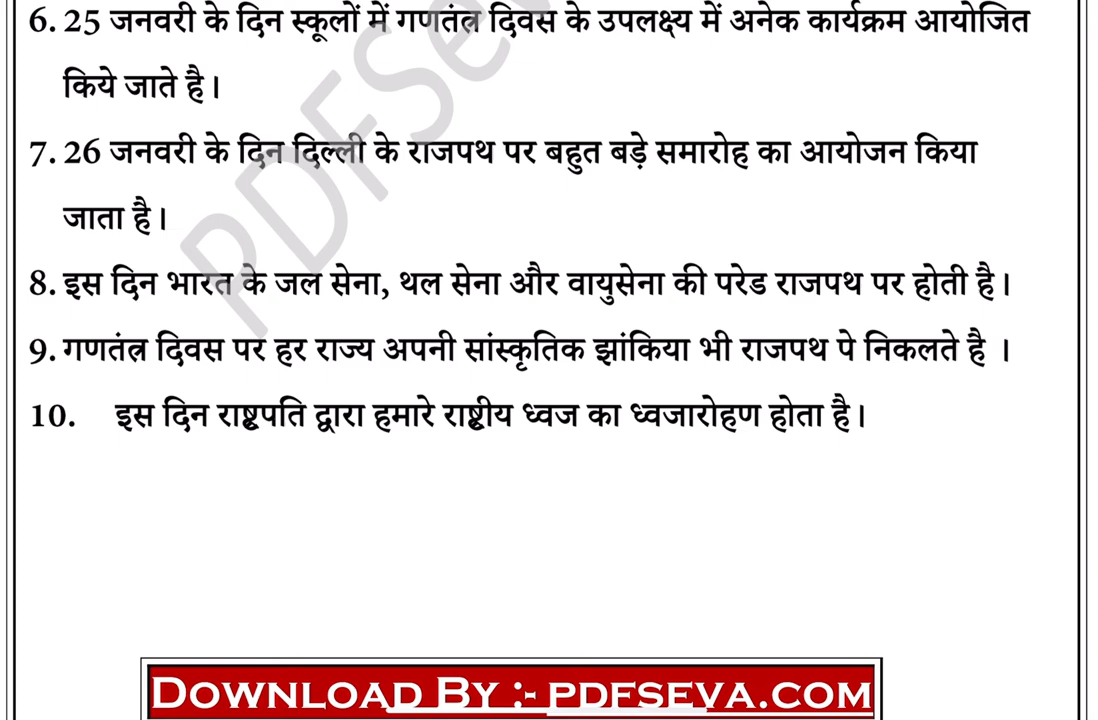 6. 25 जनवरी के दिन स्कूलों में गणतंत्र दिवस के उपलक्ष्य में अनेक कार्यक्रम आयोजित
किये जाते है।
7. 26 जनवरी के दिन दिल्ली के राजपथ पर बहुत बड़े समारोह का आयोजन किया
जाता है।
8. इस दिन भारत के जल सेना, थल सेना और वायुसेना की परेड राजपथ पर होती है।
9. गणतंत्र दिवस पर हर राज्य अपनी सांस्कृतिक झांकिया भी राजपथ पे निकलते है ।
10. इस दिन राष्ट्रपति द्वारा हमारे राष्ट्रीय ध्वज का ध्वजारोहण होता है।
PDFSev
DOWNLOAD BY :- PDFSEVA.COM